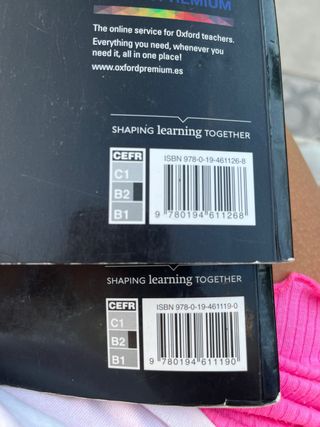 PREMIUM
The online service for Oxford teachers.
Everything you need, whenever you
need it, all in one place!
www.oxfordpremium.es
SHAPING learning TOGETHER
CEFR
C1
B2
B1
ISBN 978-0-19-461126-8
9 780194 611268
SHAPING learning TOGETHER
CEFR
C1
B2
B1
ISBN 978-0-19-461119-0
9 780194 611190